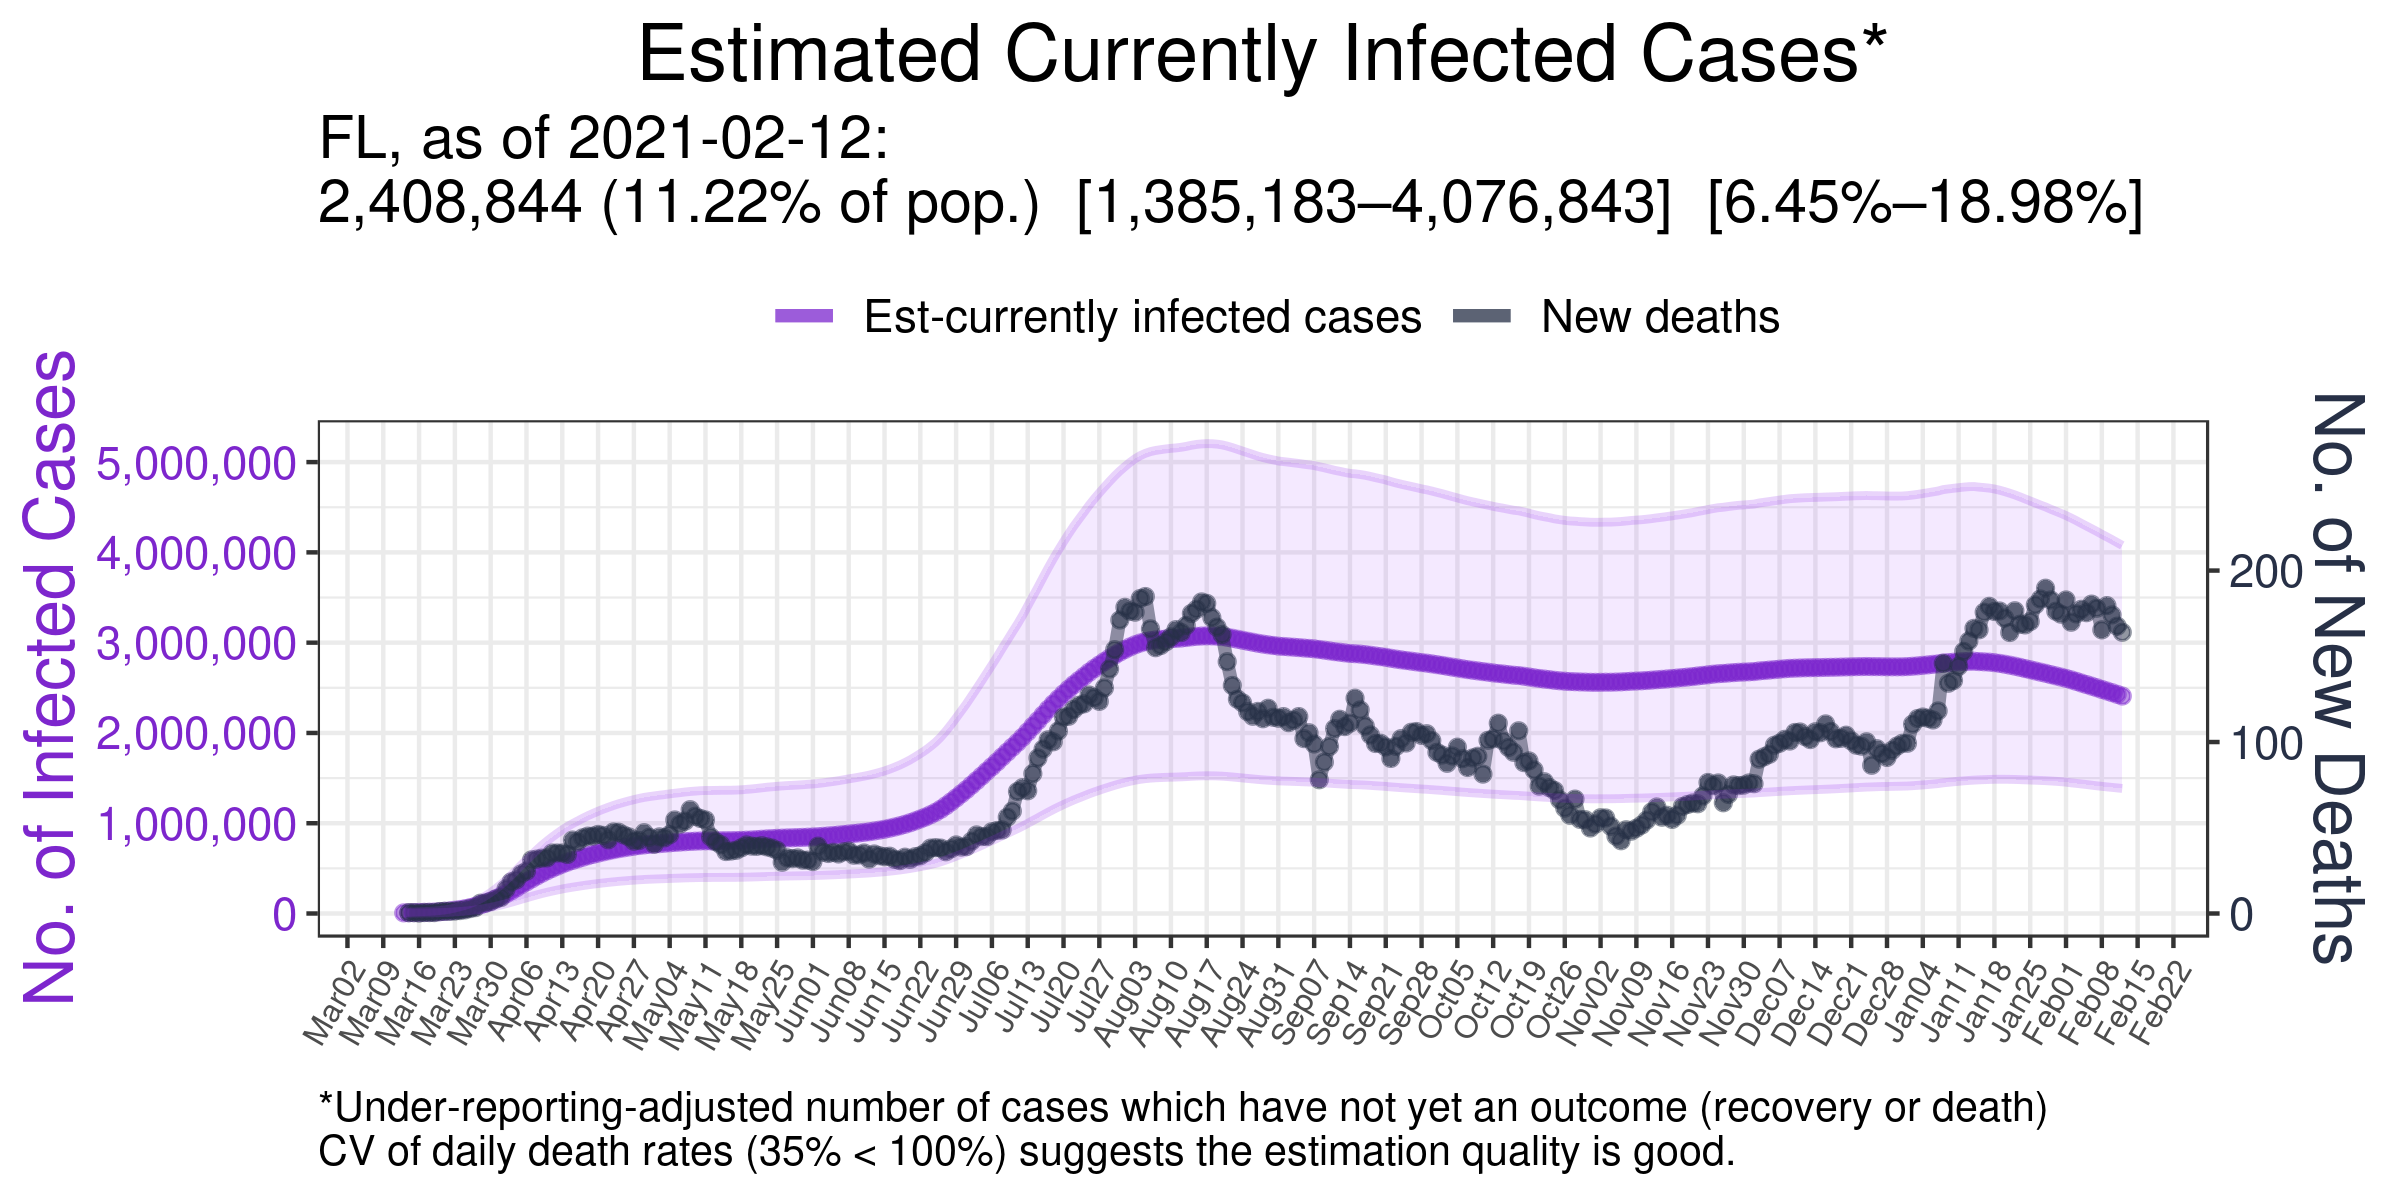 Estimated Currently Infected Cases*
FL, as of 2021-02-12:
2,408,844 (11.22% of pop.)  [1,385,183–4,076,843]  [6.45%–18.98%]
Est-currently infected cases
New deaths
No. of Infected Cases
5,000,000
4,000,000
3,000,000
2,000,000
1,000,000
0
No. of New Deaths
200
100
0
Mar02
Mar09
Mar16
Mar23
Mar30
Apr06
Apr13
Apr20
Apr27
May04
May11
May18
May25
Jun01
Jun08
Jun15
Jun22
Jun29
Jul06
Jul13
Jul20
Jul27
Aug03
Aug10
Aug17
Aug24
Aug31
Sep07
Sep14
Sep21
Sep28
Oct05
Oct12
Oct19
Oct26
Nov02
Nov09
Nov16
Nov23
Nov30
Dec07
Dec14
Dec21
Dec28
Jan04
Jan11
Jan18
Jan25
Feb01
Feb08
Feb15
Feb22
*Under-reporting-adjusted number of cases which have not yet an outcome (recovery or death)
CV of daily death rates (35% < 100%) suggests the estimation quality is good.